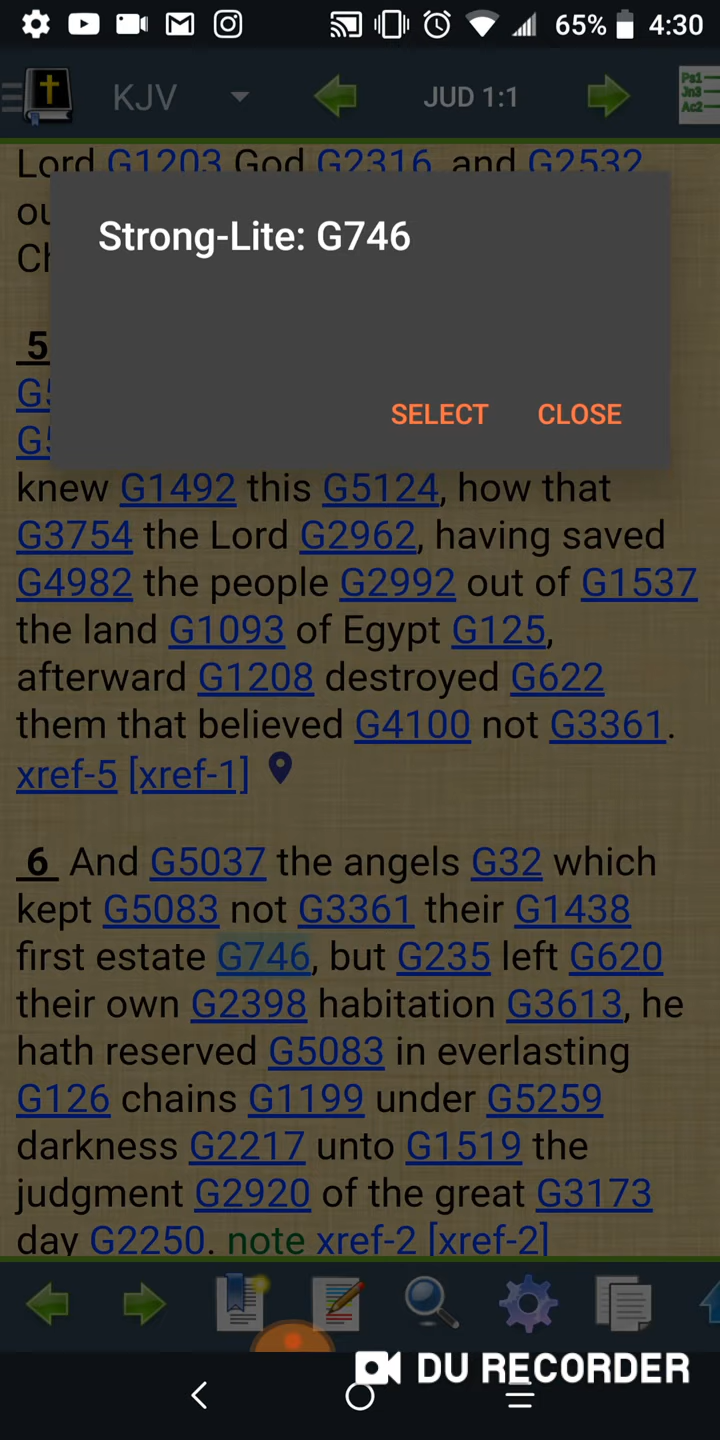 65% 4:30
KJV JUD 1:1 Ps1 Jn3 Ac2
Lord G1203 God G2316, and G2532
Strong-Lite: G746
5
SELECT CLOSE
knew G1492 this G5124, how that
G3754 the Lord G2962, having saved
G4982 the people G2992 out of G1537
the land G1093 of Egypt G125,
afterward G1208 destroyed G622
them that believed G4100 not G3361.
xref-5 [xref-1]
6 And G5037 the angels G32 which
kept G5083 not G3361 their G1438
first estate G746, but G235 left G620
their own G2398 habitation G3613, he
hath reserved G5083 in everlasting
G126 chains G1199 under G5259
darkness G2217 unto G1519 the
judgment G2920 of the great G3173
day G2250. note xref-2 [xref-2]
DU RECORDER